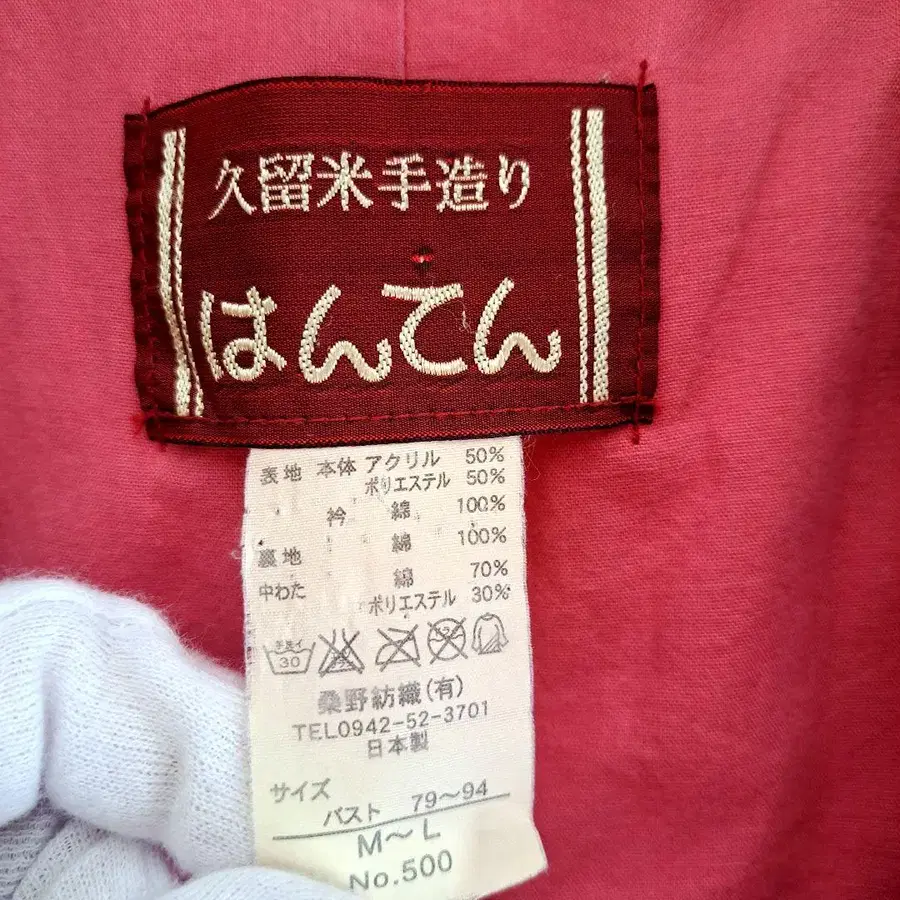 久留米手造り
はんてん
表地 本体 アクリル 50%
ポリエステル 50%
衿 綿 100%
裏地 綿 100%
中わた 綿 70%
ポリエステル 30%
手洗イ
30
桑野紡織(有)
TEL0942-52-3701
日本製
サイズ
バスト 79〜94
M〜L
No.500